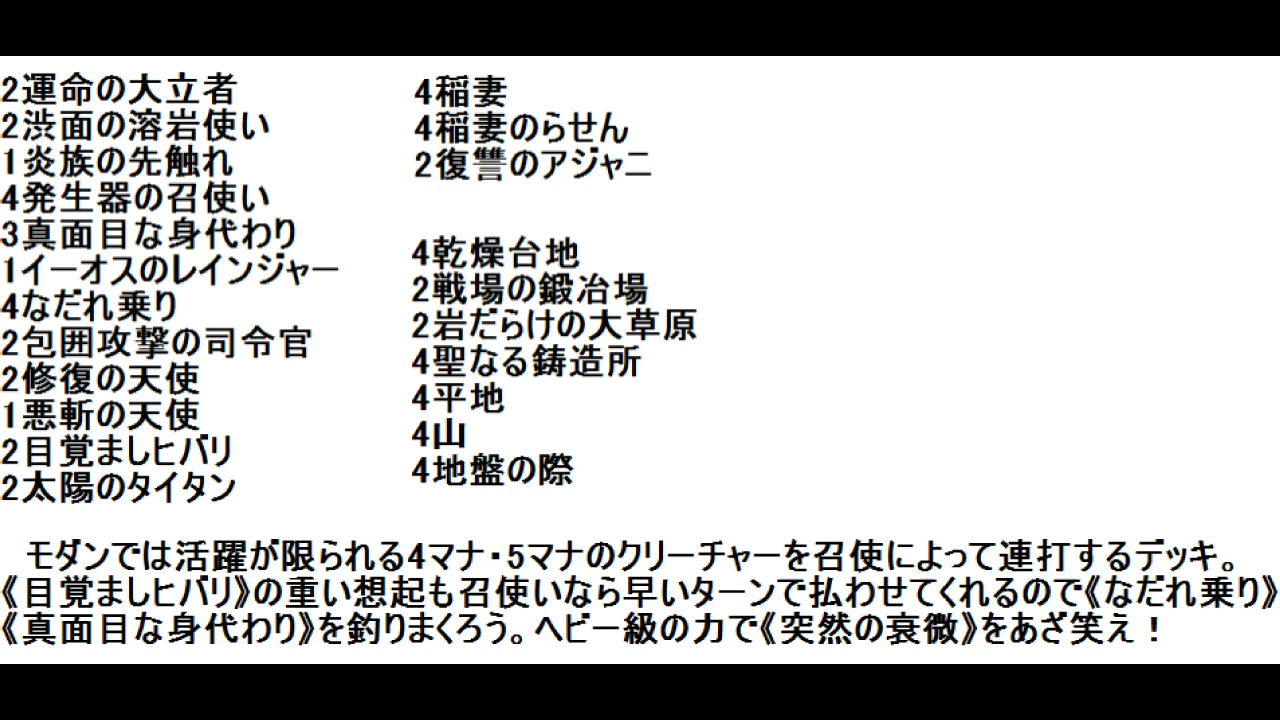 2運命の大立者
2渋面の溶岩使い
1炎族の先触れ
4発生器の召使い
3真面目な身代わり
1イーオスのレインジャー
4なだれ乗り
2包囲攻撃の司令官
2修復の天使
1悪斬の天使
2目覚ましヒバリ
2太陽のタイタン
4稲妻
4稲妻のらせん
2復讐のアジャニ
4乾燥台地
2戦場の鍛冶場
2岩だらけの大草原
4聖なる鋳造所
4平地
4山
4地盤の際
モダンでは活躍が限られる4マナ・5マナのクリーチャーを召使によって連打するデッキ。
《目覚ましヒバリ》の重い想起も召使いなら早いターンで払わせてくれるので《なだれ乗り》
《真面目な身代わり》を釣りまくろう。ヘビー級の力で《突然の衰微》をあざ笑え！